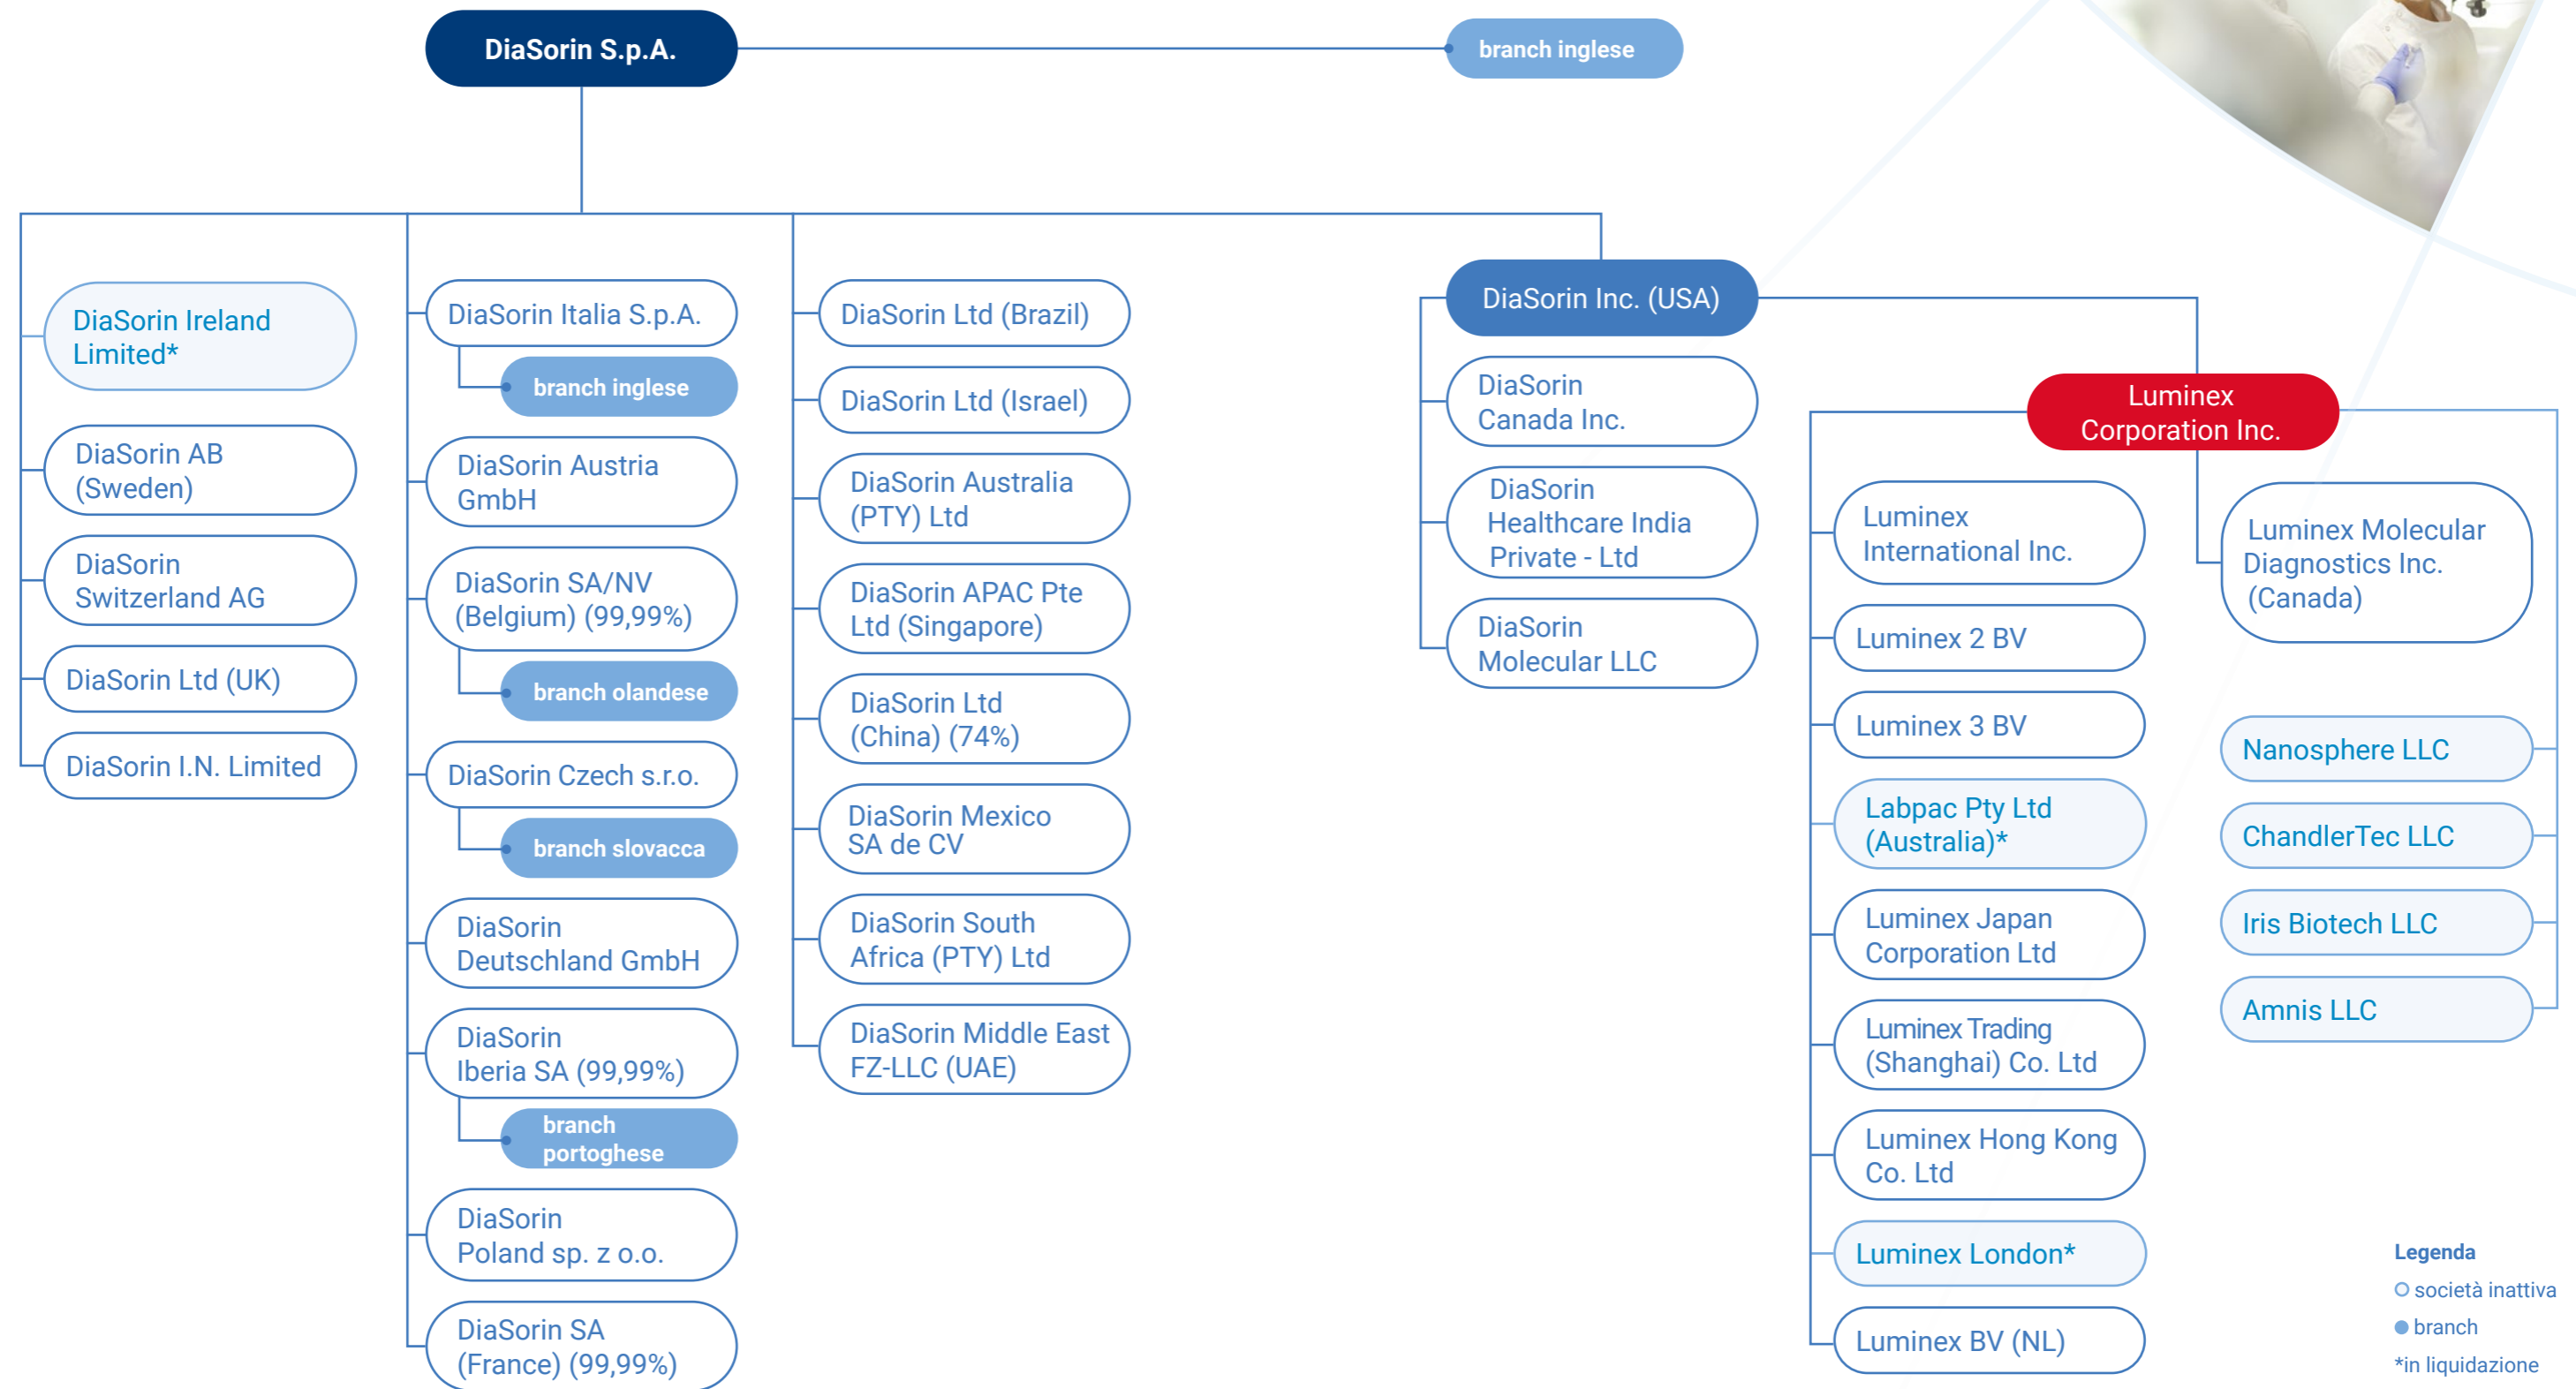 DiaSorin S.p.A.
branch inglese
DiaSorin Ireland
Limited*
DiaSorin AB
(Sweden)
DiaSorin
Switzerland AG
DiaSorin Ltd (UK)
DiaSorin I.N. Limited
DiaSorin Italia S.p.A.
branch inglese
DiaSorin Austria
GmbH
DiaSorin SA/NV
(Belgium) (99,99%)
branch olandese
DiaSorin Czech s.r.o.
branch slovacca
DiaSorin
Deutschland GmbH
DiaSorin
Iberia SA (99,99%)
branch
portoghese
DiaSorin
Poland sp. z o.o.
DiaSorin SA
(France) (99,99%)
DiaSorin Ltd (Brazil)
DiaSorin Ltd (Israel)
DiaSorin Australia
(PTY) Ltd
DiaSorin APAC Pte
Ltd (Singapore)
DiaSorin Ltd
(China) (74%)
DiaSorin Mexico
SA de CV
DiaSorin South
Africa (PTY) Ltd
DiaSorin Middle East
FZ-LLC (UAE)
DiaSorin Inc. (USA)
DiaSorin
Canada Inc.
DiaSorin
Healthcare India
Private - Ltd
DiaSorin
Molecular LLC
Luminex
Corporation Inc.
Luminex
International Inc.
Luminex 2 BV
Luminex 3 BV
Labpac Pty Ltd
(Australia)*
Luminex Japan
Corporation Ltd
Luminex Trading
(Shanghai) Co. Ltd
Luminex Hong Kong
Co. Ltd
Luminex London*
Luminex BV (NL)
Luminex Molecular
Diagnostics Inc.
(Canada)
Nanosphere LLC
ChandlerTec LLC
Iris Biotech LLC
Amnis LLC
Legenda
società inattiva
branch
*in liquidazione